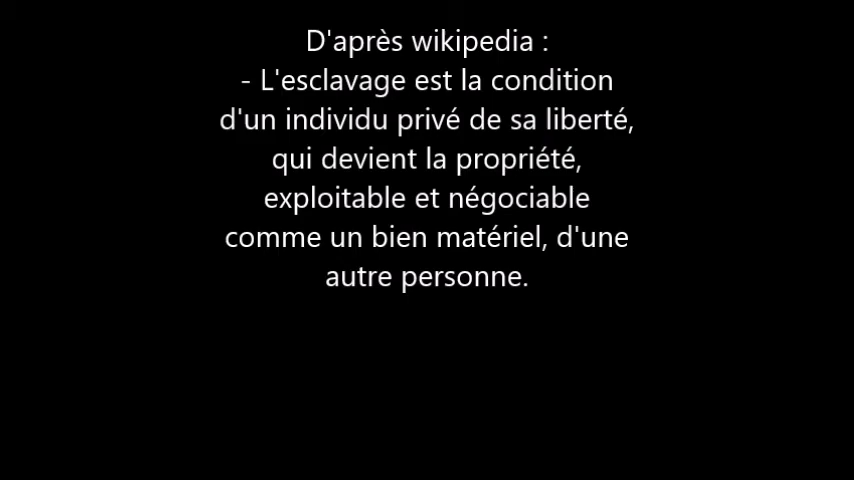 D'après wikipedia :
- L'esclavage est la condition
d'un individu privé de sa liberté,
qui devient la propriété,
exploitable et négociable
comme un bien matériel, d'une
autre personne.